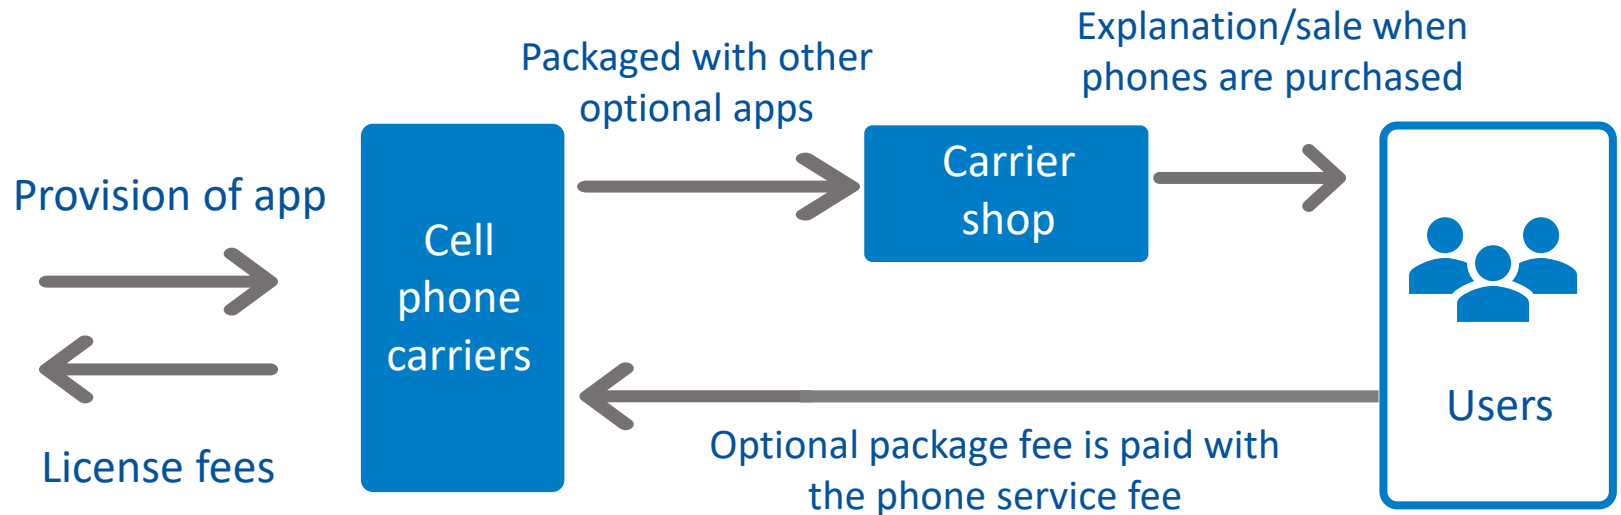 Provision of app
License fees
Cell
phone
carriers
Packaged with other
optional apps
Carrier
shop
Explanation/sale when
phones are purchased
Users
Optional package fee is paid with
the phone service fee